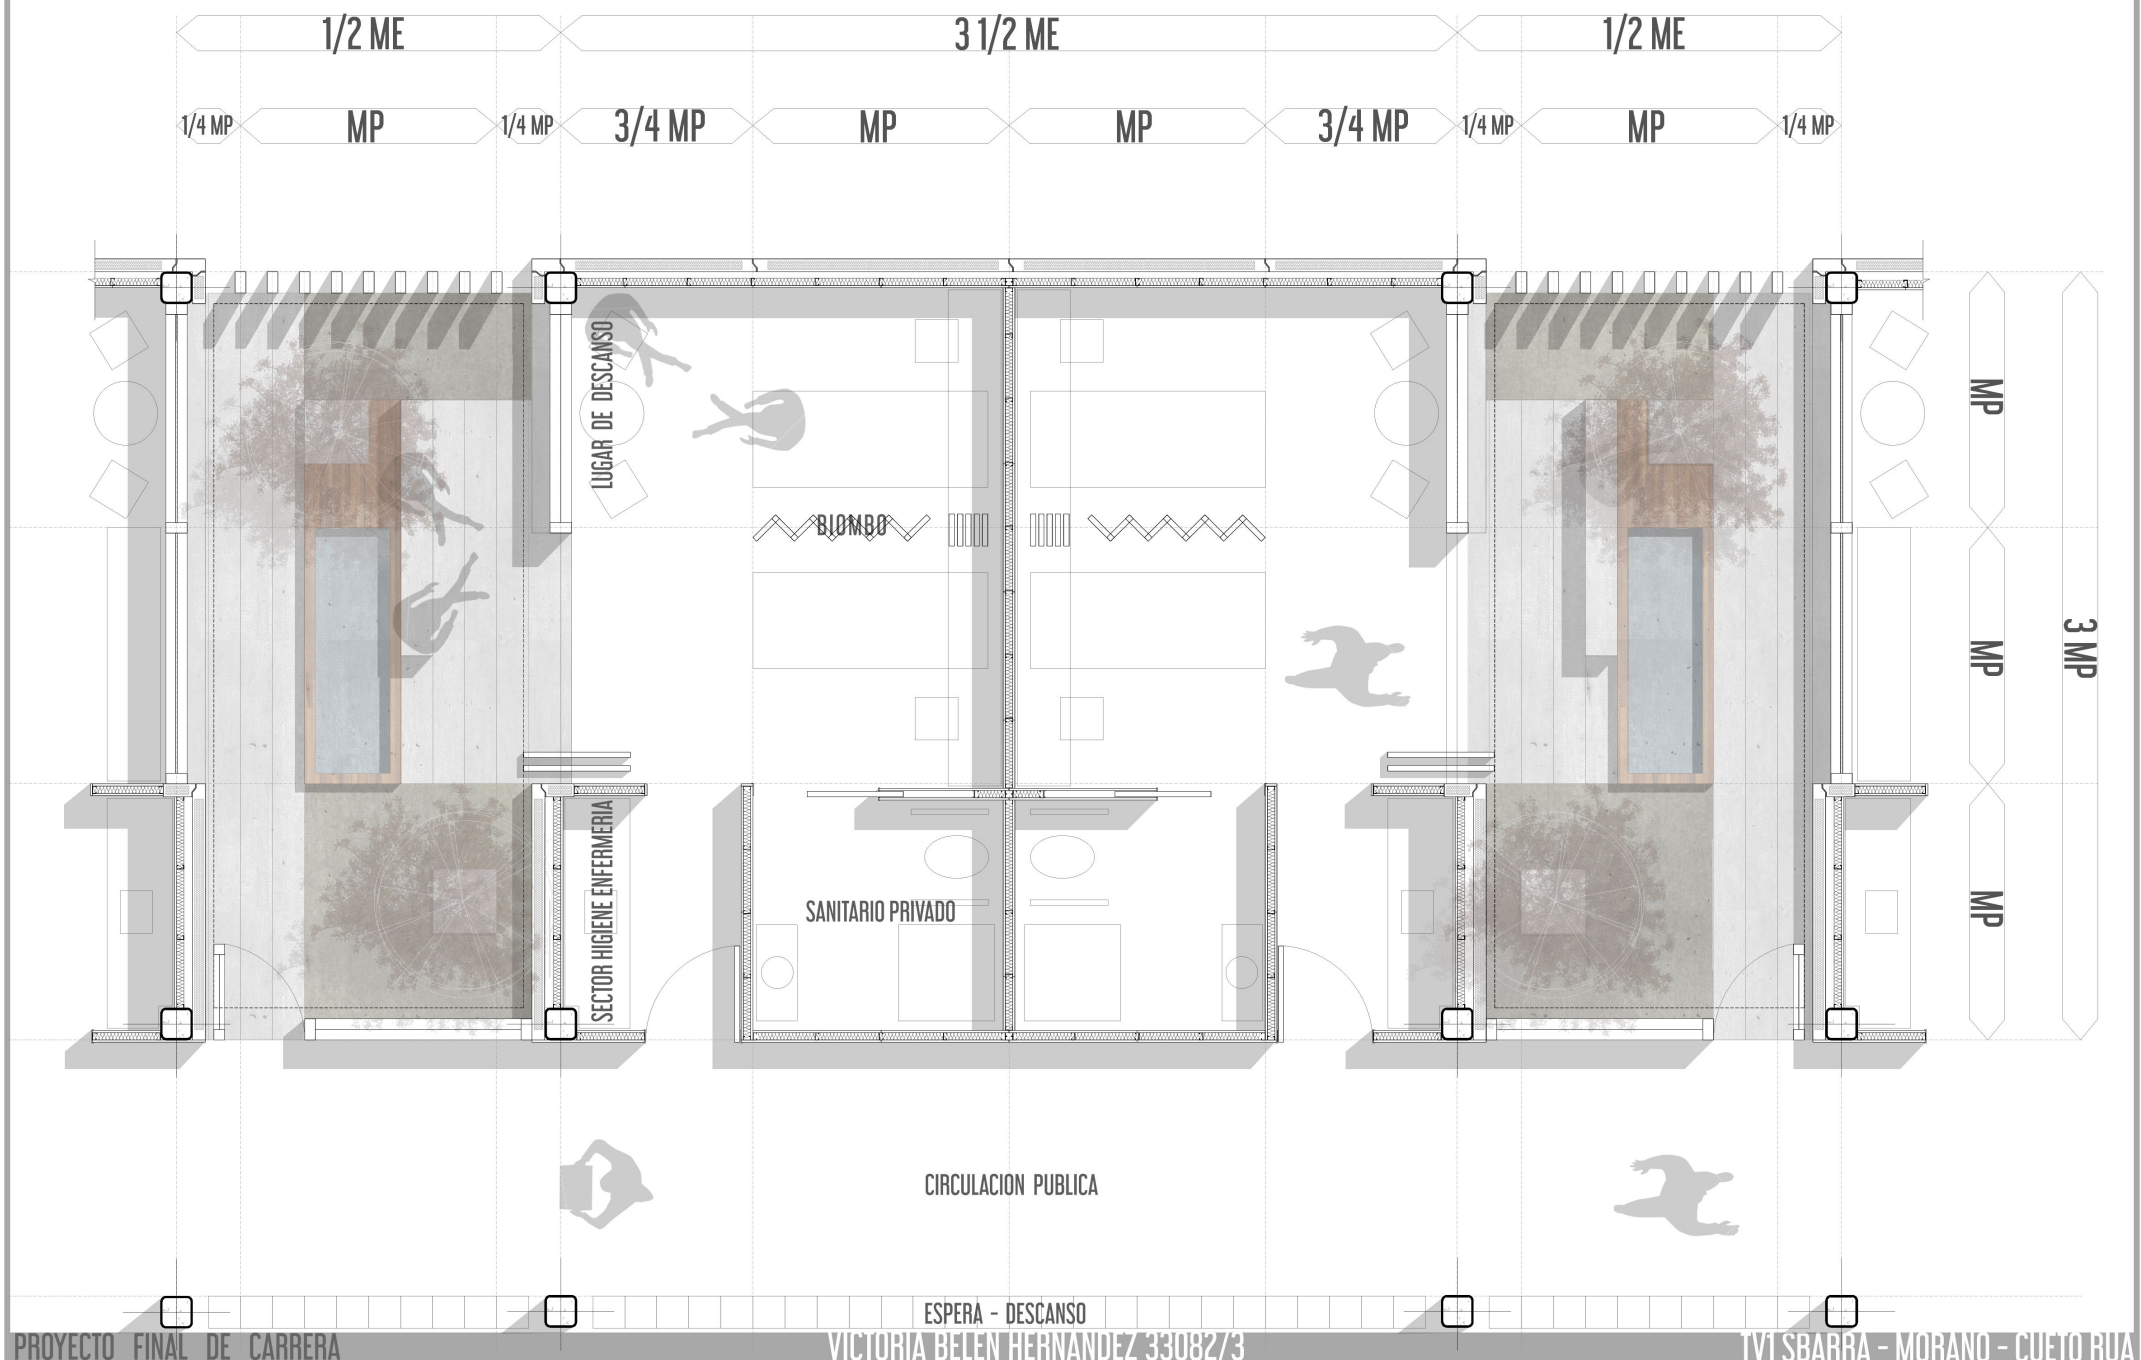 1/2 ME
3 1/2 ME
1/2 ME
1/4 MP
MP
1/4 MP
3/4 MP
MP
MP
3/4 MP
1/4 MP
MP
1/4 MP
LUGAR DE DESCANSO
BIOMBO
MP
MP
3 MP
MP
SECTOR HIGIENE ENFERMERIA
SANITARIO PRIVADO
CIRCULACION PUBLICA
ESPERA - DESCANSO
PROYECTO FINAL DE CARRERA
VICTORIA BELEN HERNANDEZ 33082/3
TV1 SBARRA - MORANO - CUETO RUA